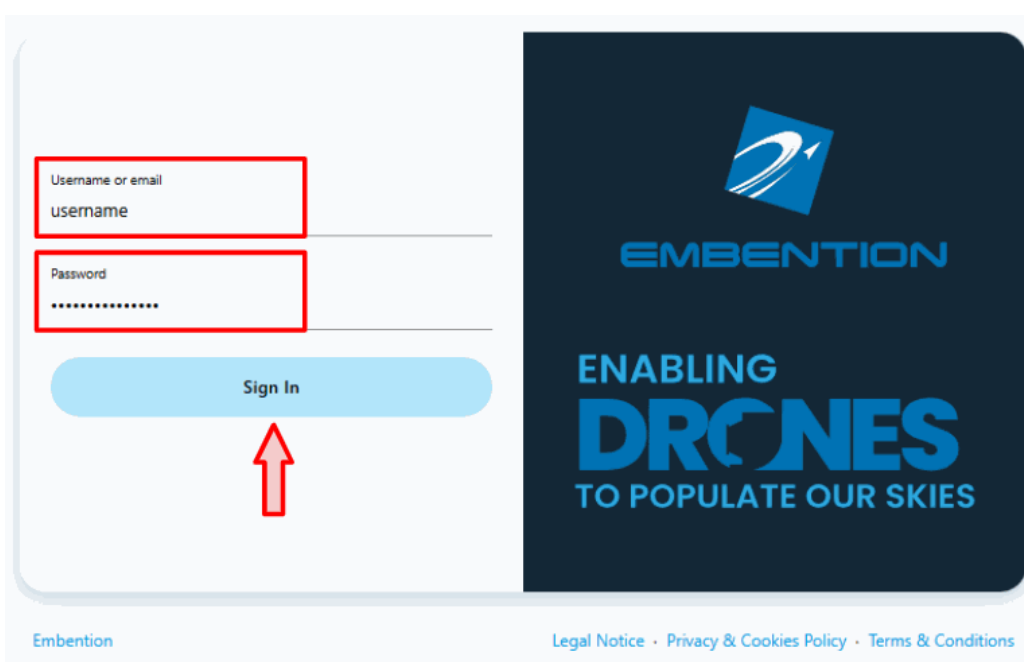 Username or email
username
Password
Sign In
EMBENTION
ENABLING
DRONES
TO POPULATE OUR SKIES
Embention
Legal Notice · Privacy & Cookies Policy · Terms & Conditions